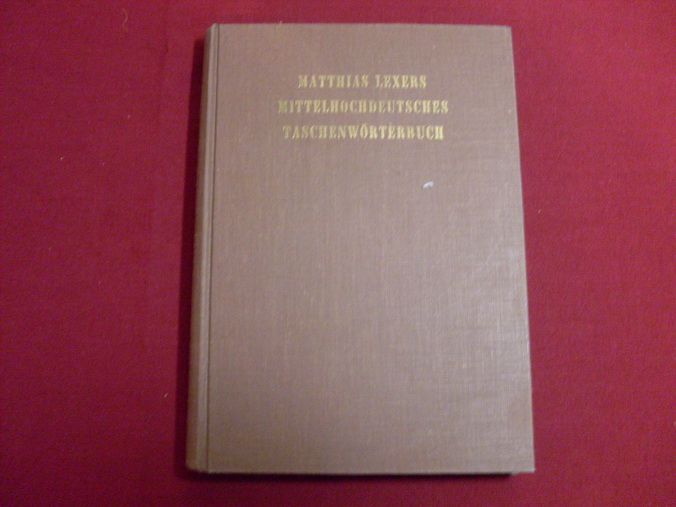 MATTHIAS LEXERS
MITTELHOCHDEUTSCHES
TASCHENWÖRTERBUCH